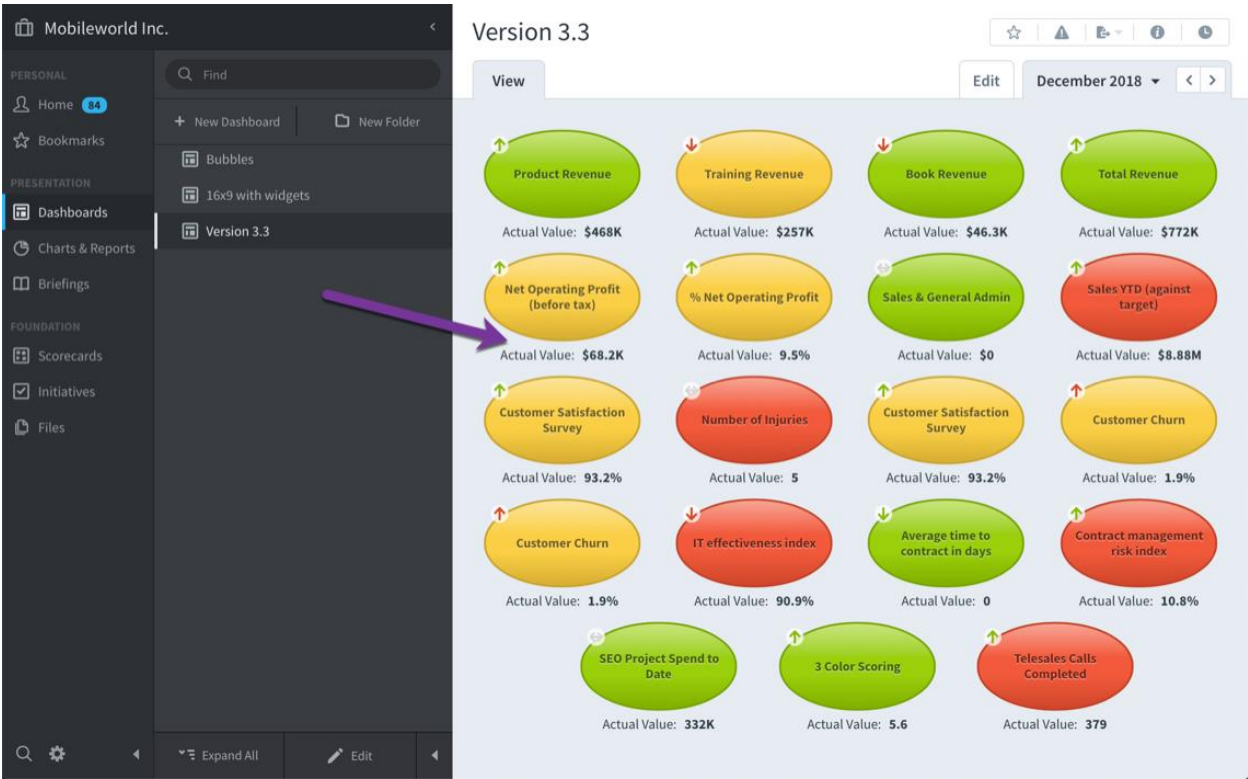 Mobileworld Inc.
PERSONAL
Home 84
Bookmarks
PRESENTATION
Dashboards
Charts & Reports
Briefings
FOUNDATION
Scorecards
Initiatives
Files
Find
+ New Dashboard
New Folder
Bubbles
16x9 with widgets
Version 3.3
Expand All
Edit
Version 3.3
View
Edit
December 2018
Product Revenue
Actual Value: $468K
Training Revenue
Actual Value: $257K
Book Revenue
Actual Value: $46.3K
Total Revenue
Actual Value: $772K
Net Operating Profit
(before tax)
Actual Value: $68.2K
% Net Operating Profit
Actual Value: 9.5%
Sales & General Admin
Actual Value: $0
Sales YTD (against
target)
Actual Value: $8.88M
Customer Satisfaction
Survey
Actual Value: 93.2%
Number of Injuries
Actual Value: 5
Customer Satisfaction
Survey
Actual Value: 93.2%
Customer Churn
Actual Value: 1.9%
Customer Churn
Actual Value: 1.9%
IT effectiveness index
Actual Value: 90.9%
Average time to
contract in days
Actual Value: 0
Contract management
risk index
Actual Value: 10.8%
SEO Project Spend to
Date
Actual Value: 332K
3 Color Scoring
Actual Value: 5.6
Telesales Calls
Completed
Actual Value: 379